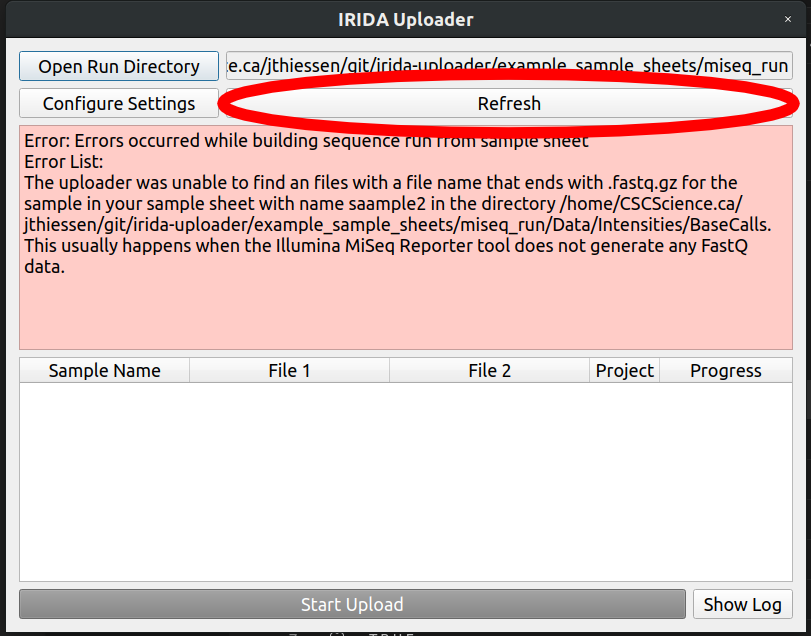 IRIDA Uploader
Open Run Directory
ce.ca/jthiessen/git/irida-uploader/example_sample_sheets/miseq_run
Configure Settings
Refresh
Error: Errors occurred while building sequence run from sample sheet
Error List:
The uploader was unable to find an files with a file name that ends with .fastq.gz for the
sample in your sample sheet with name saample2 in the directory /home/CSCScience.ca/
jthiessen/git/irida-uploader/example_sample_sheets/miseq_run/Data/Intensities/BaseCalls.
This usually happens when the Illumina MiSeq Reporter tool does not generate any FastQ
data.
Sample Name File 1 File 2 Project Progress
Start Upload
Show Log